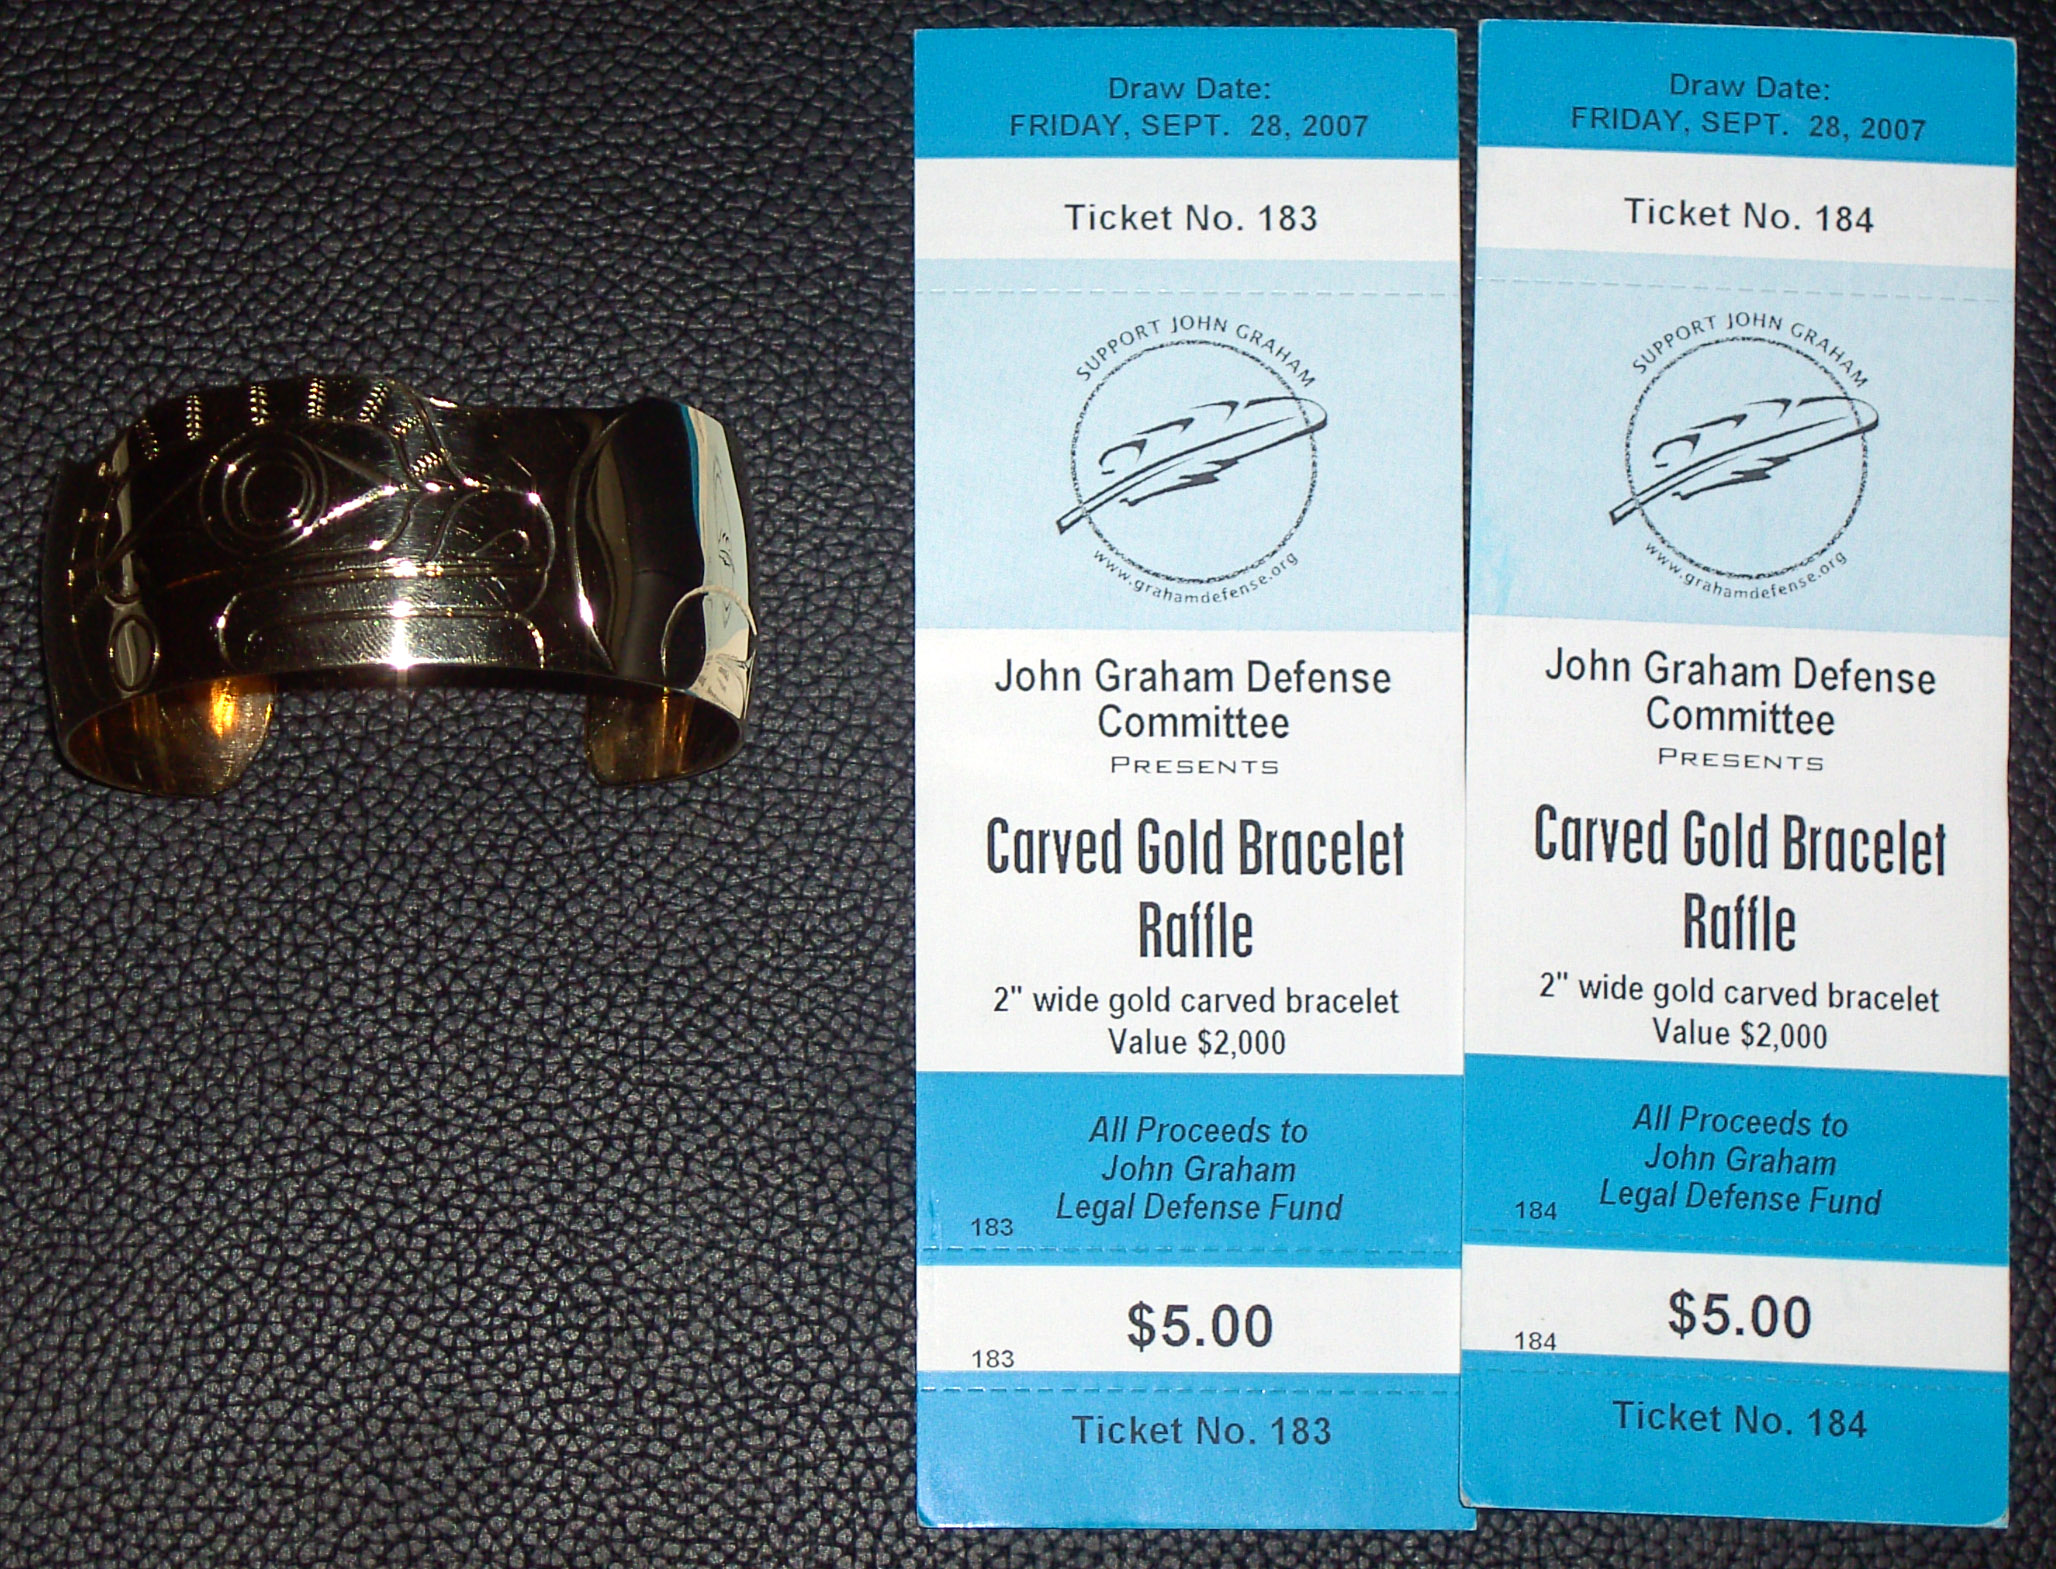 Draw Date:
FRIDAY, SEPT. 28, 2007
Ticket No. 183
SUPPORT JOHN GRAHAM
www.grahamdefense.org
John Graham Defense
Committee
PRESENTS
Carved Gold Bracelet
Raffle
2" wide gold carved bracelet
Value $2,000
All Proceeds to
John Graham
Legal Defense Fund
183
$5.00
183
Ticket No. 183
Draw Date:
FRIDAY, SEPT. 28, 2007
Ticket No. 184
SUPPORT JOHN GRAHAM
www.grahamdefense.org
John Graham Defense
Committee
PRESENTS
Carved Gold Bracelet
Raffle
2" wide gold carved bracelet
Value $2,000
All Proceeds to
John Graham
Legal Defense Fund
184
$5.00
184
Ticket No. 184